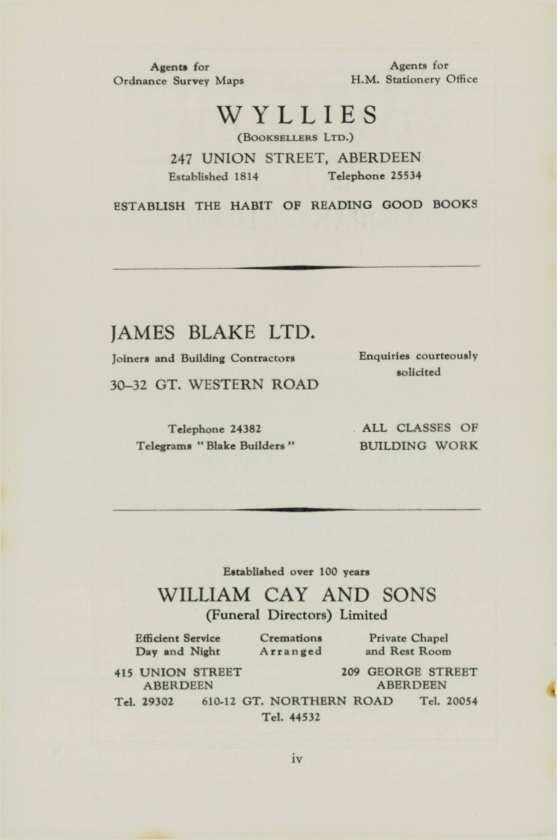 Agents for Agents for
Ordnance Survey Maps H.M. Stationery Office
WYLLIES
(Booksellers Ltd.)
247 UNION STREET, ABERDEEN
Established 1814 Telephone 25534
ESTABLISH THE HABIT OF READING GOOD BOOKS
JAMES BLAKE LTD.
Joiners and Building Contractors
Enquiries courteously
solicited
30–32 GT. WESTERN ROAD
Telephone 24382
Telegrams "Blake Builders"
ALL CLASSES OF
BUILDING WORK
Established over 100 years
WILLIAM CAY AND SONS
(Funeral Directors) Limited
Efficient Service Cremations Private Chapel
Day and Night Arranged and Rest Room
415 UNION STREET 209 GEORGE STREET
ABERDEEN ABERDEEN
Tel. 29302 610-12 GT. NORTHERN ROAD Tel. 20054
Tel. 44532
iv